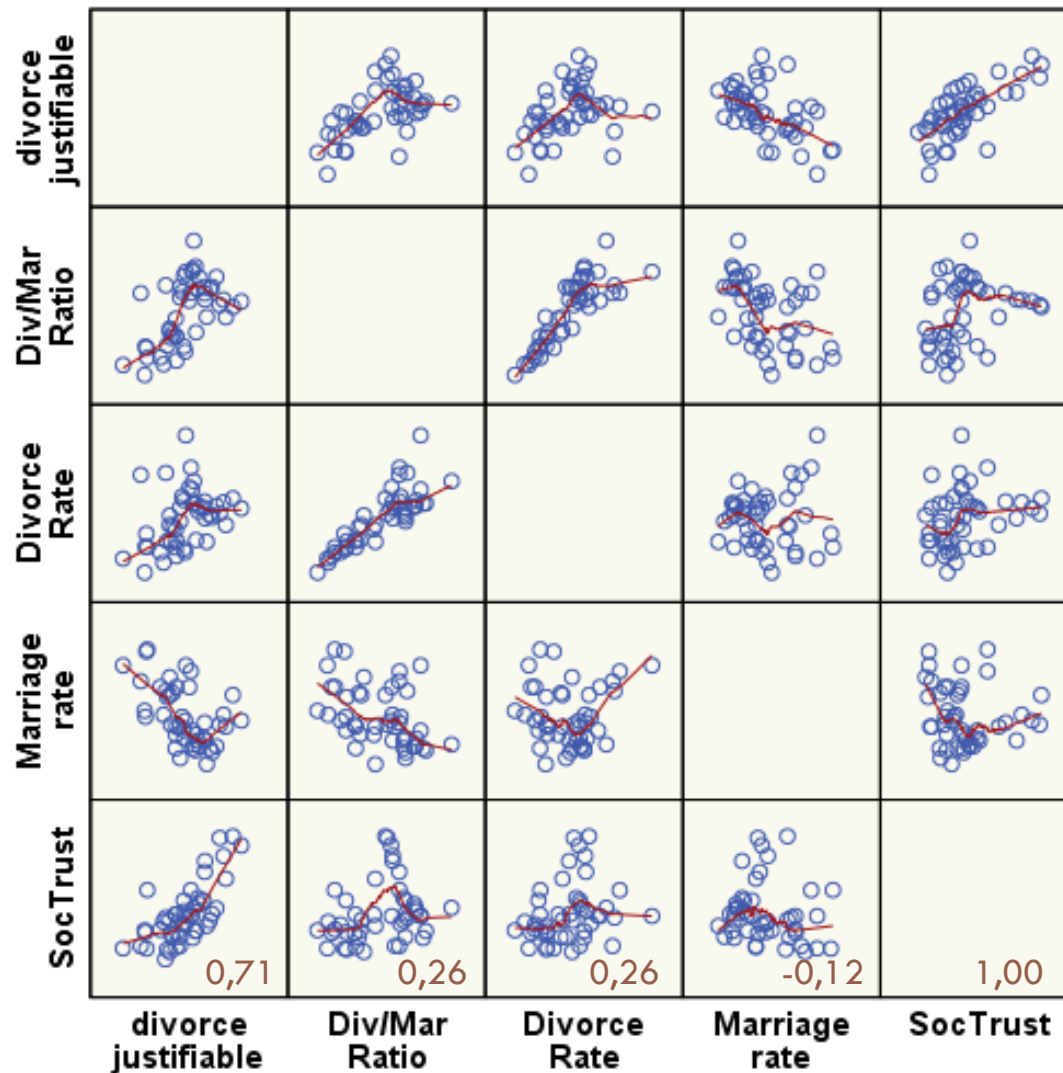 divorce
justifiable
Div/Mar
Ratio
Divorce
Rate
Marriage
rate
SocTrust
0,71
0,26
0,26
-0,12
1,00
divorce
justifiable
Div/Mar
Ratio
Divorce
Rate
Marriage
rate
SocTrust